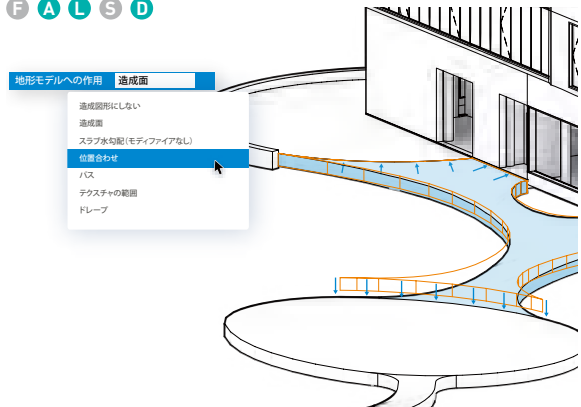 F A L S D
地形モデルへの作用 造成面
造成図形にしない
造成面
スラブ水勾配(モディファイアなし)
位置合わせ
パス
テクスチャの範囲
ドレープ